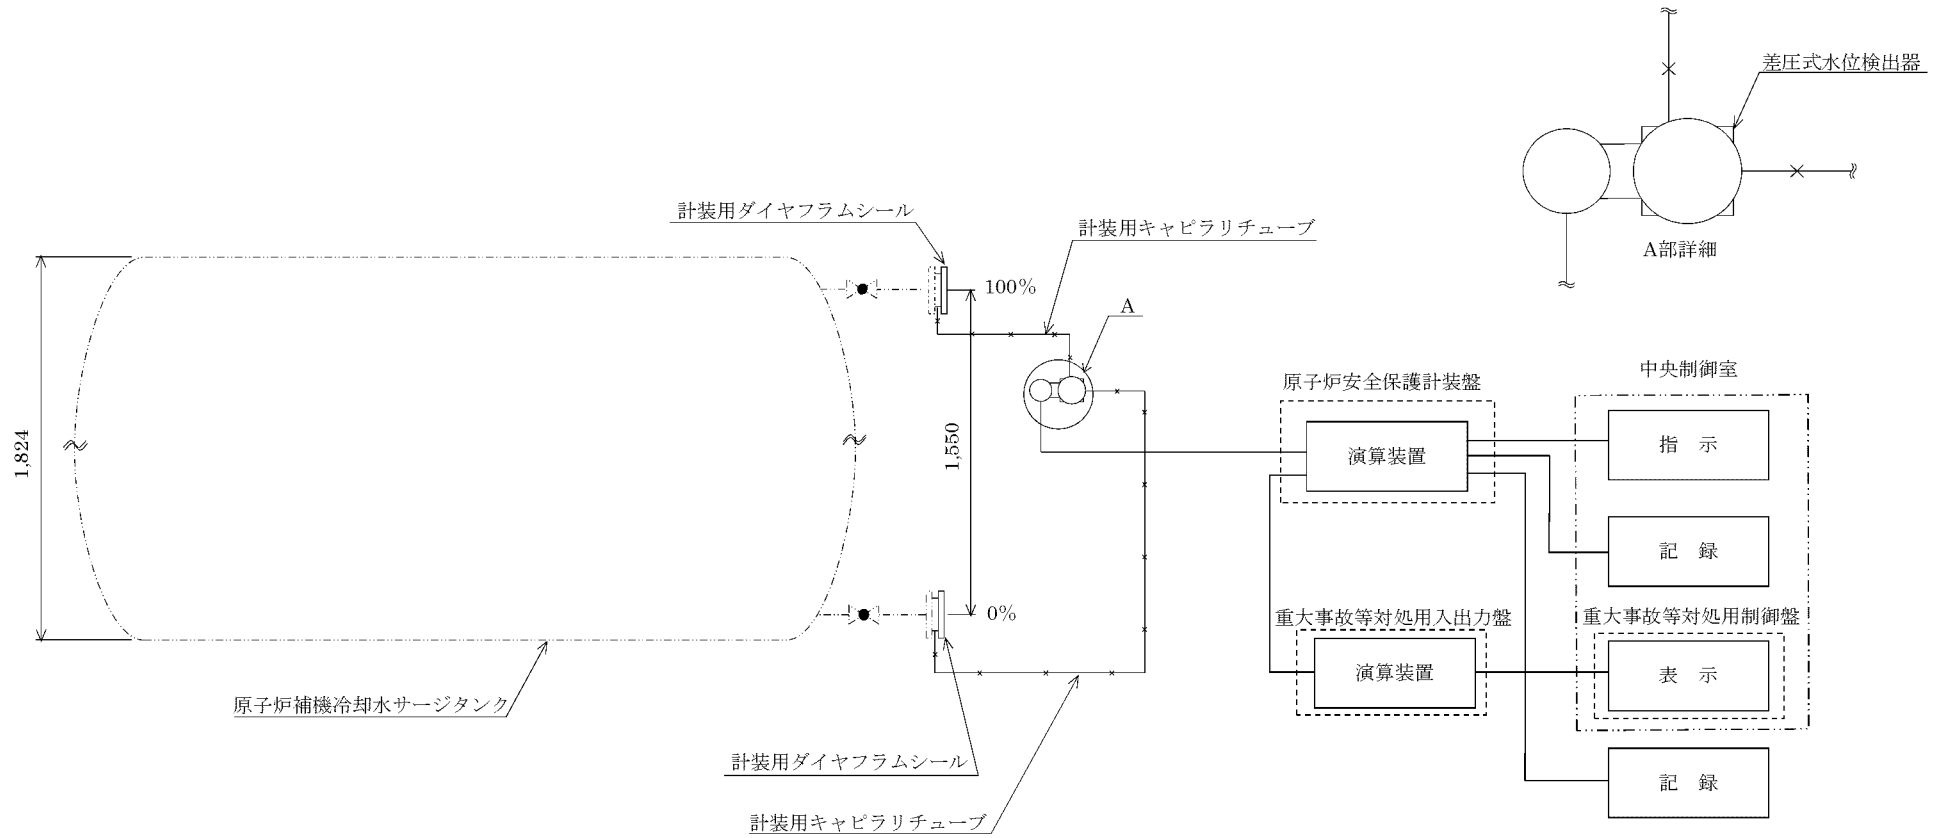 差圧式水位検出器
A部詳細
計装用ダイヤフラムシール
計装用キャピラリチューブ
100%
A
1,824
1,550
0%
原子炉補機冷却水サージタンク
計装用ダイヤフラムシール
計装用キャピラリチューブ
原子炉安全保護計装盤
演算装置
重大事故等対処用入出力盤
演算装置
中央制御室
指 示
記 録
重大事故等対処用制御盤
表 示
記 録